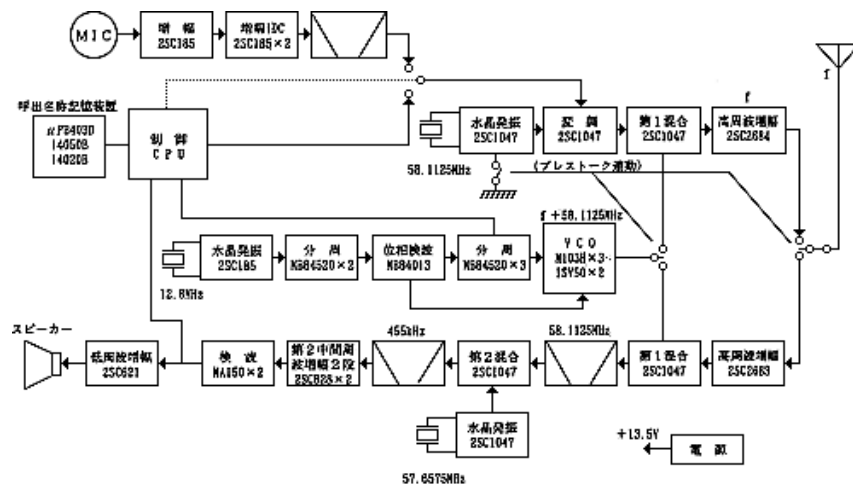 MIC
増 幅
2SC185
増幅IDC
2SC185×2
f
呼出名称記憶装置
μPB403D
14050B
14020B
制 御
CPU
水晶発振
2SC1047
変 調
2SC1047
第1混合
2SC1047
f
高周波増幅
2SC2684
58.1125MHz
(プレストーク連動)
f+58.1125MHz
水晶発振
2SC185
分 周
MB84520×2
位相検波
MB84013
分 周
MB84520×3
VCO
1SV50×2
12.8MHz
スピーカー
455kHz
58.1125MHz
低周波増幅
2SC621
検 波
MA150×2
第2中間周
波増幅2段
2SC828×2
第2混合
2SC1047
第1混合
2SC1047
高周波増幅
2SC2683
水晶発振
2SC1047
57.6575MHz
+13.5V
電 源